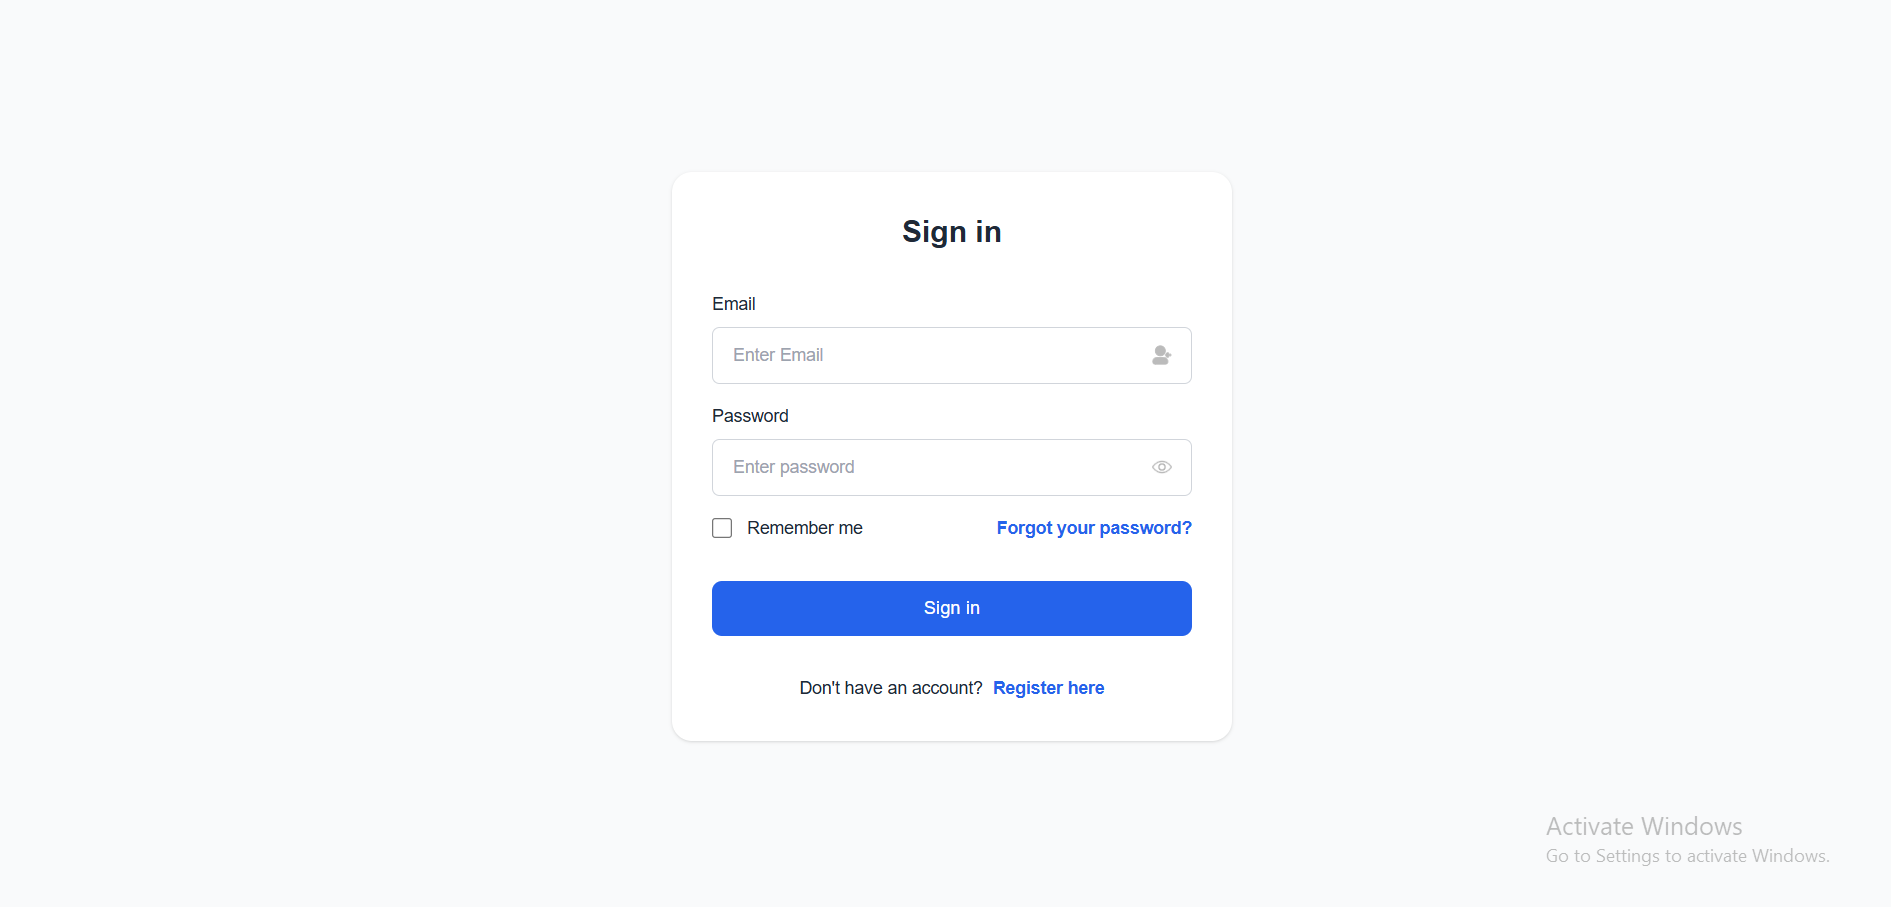 Sign in
Email
Enter Email
Password
Enter password
Remember me
Forgot your password?
Sign in
Don't have an account? Register here
Activate Windows
Go to Settings to activate Windows.